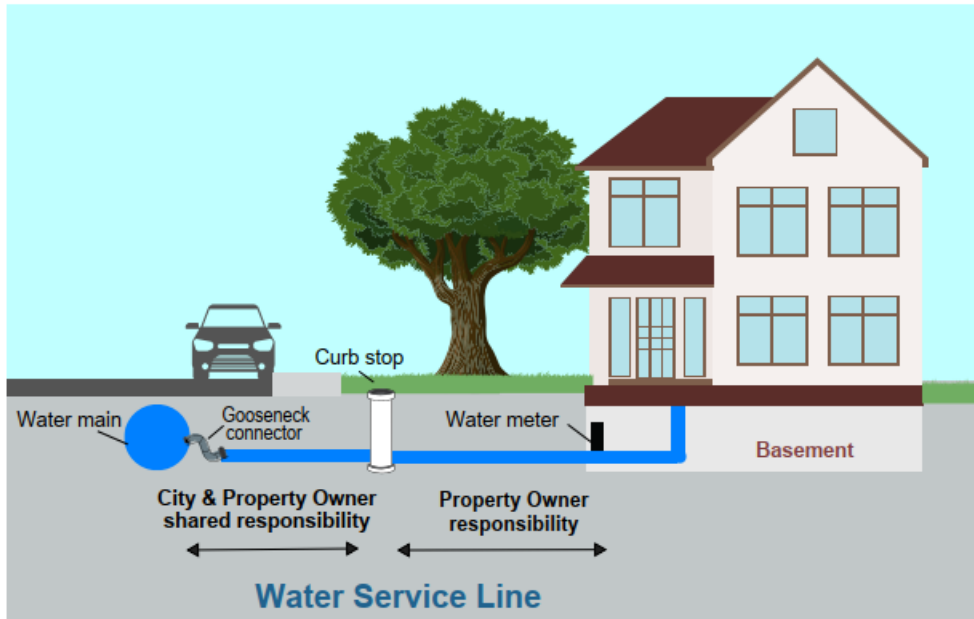 Curb stop
Water main
Gooseneck
connector
Water meter
Basement
City & Property Owner
shared responsibility
Property Owner
responsibility
Water Service Line